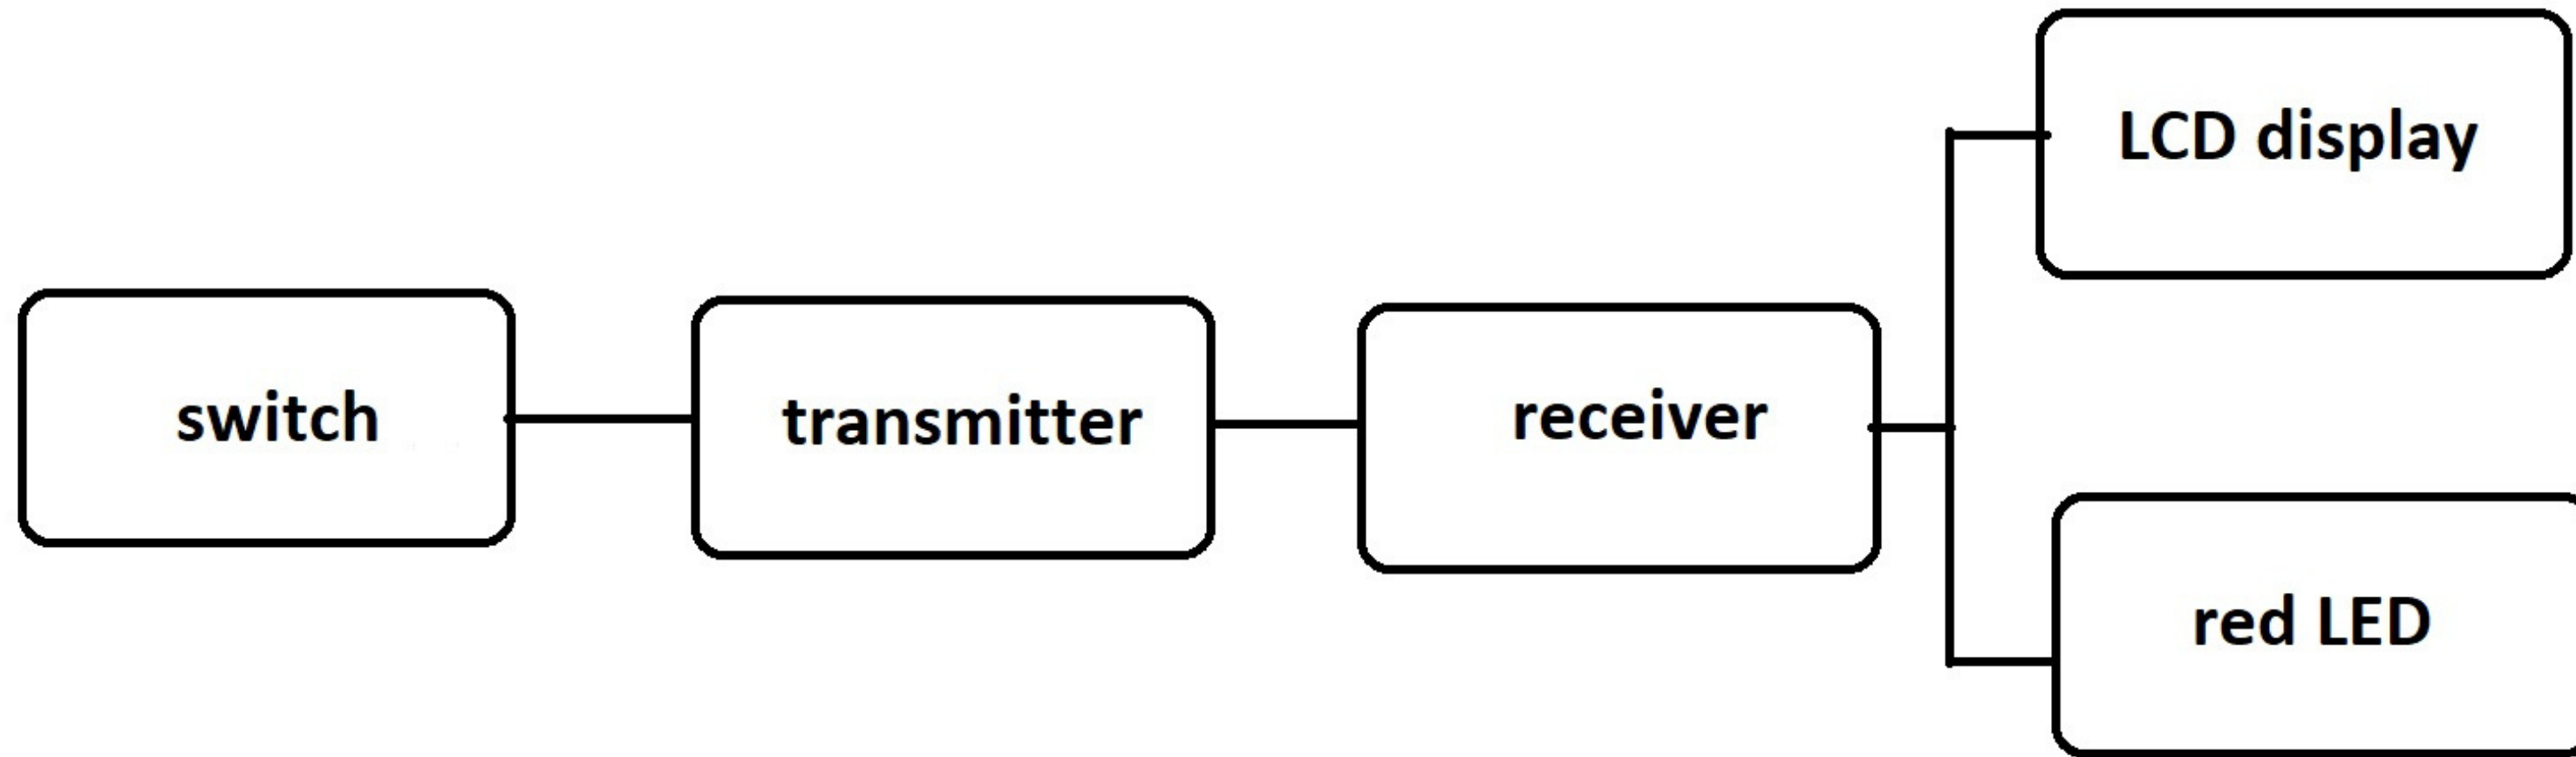 LCD display
switch
transmitter
receiver
red LED